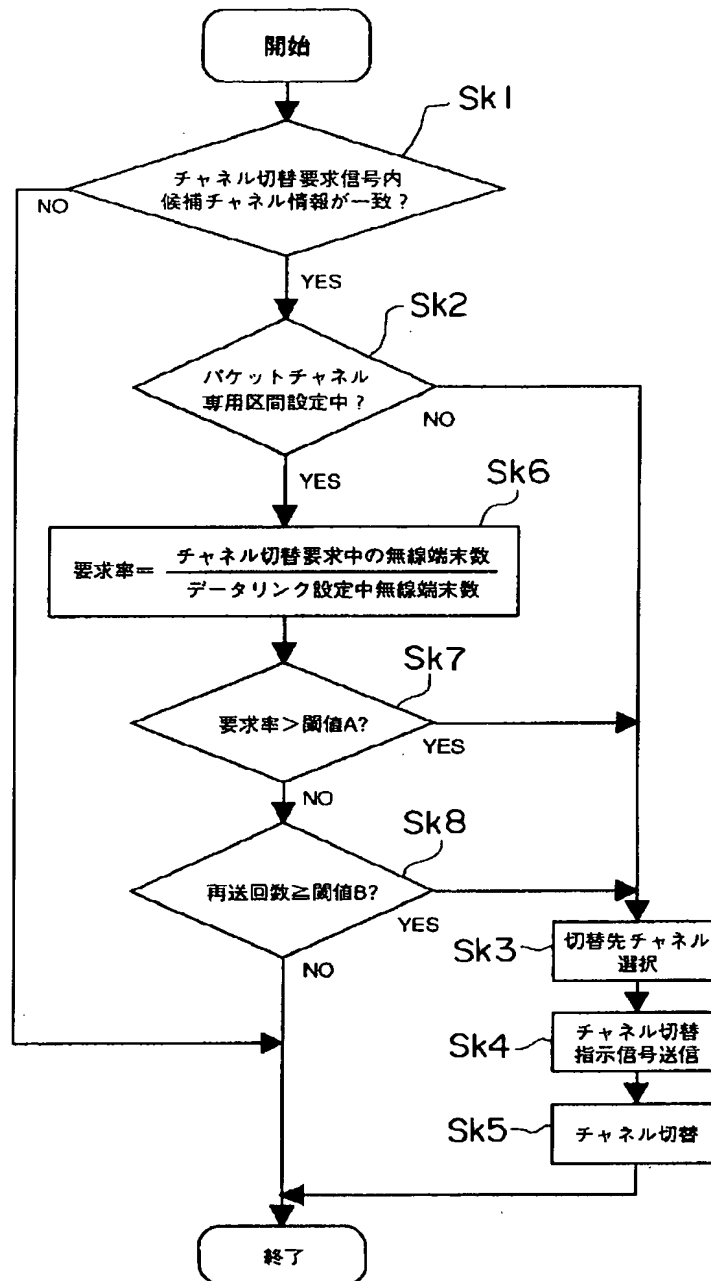 開始
Sk1
チャネル切替要求信号内
候補チャネル情報が一致?
NO
YES
Sk2
パケットチャネル
専用区間設定中?
NO
YES
Sk6
要求率= チャネル切替要求中の無線端末数
データリンク設定中無線端末数
Sk7
要求率>閾値A?
YES
NO
Sk8
再送回数≧閾値B?
YES
NO
Sk3
切替先チャネル
選択
Sk4
チャネル切替
指示信号送信
Sk5
チャネル切替
終了